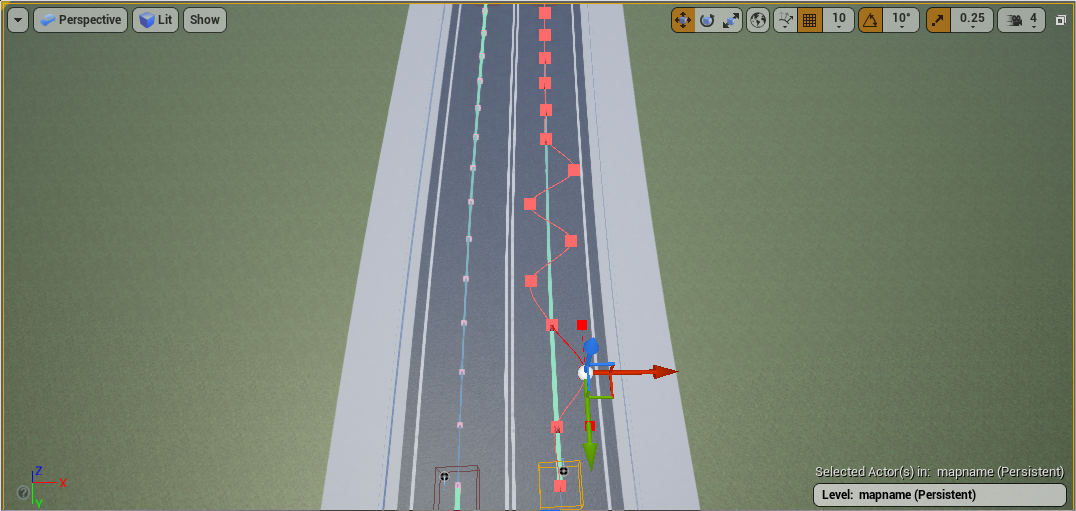 Perspective Lit Show 10 10° 0.25 4
Z
X
Y
?
Selected Actor(s) in: mapname (Persistent)
Level: mapname (Persistent)